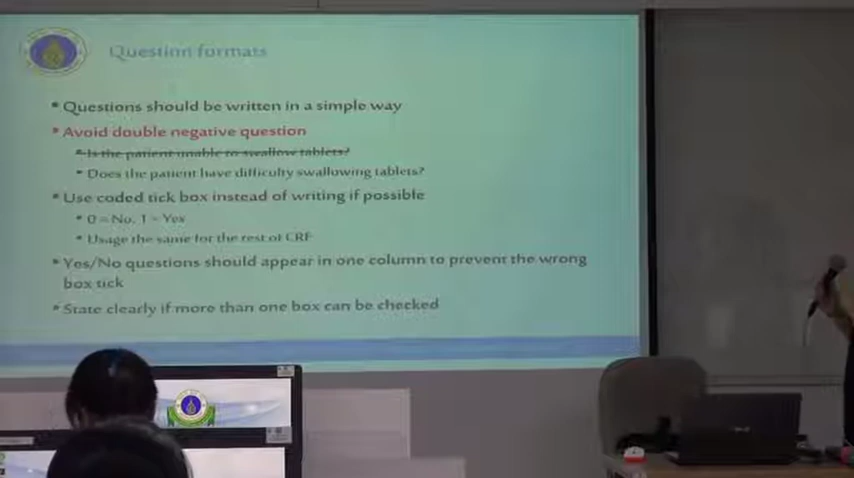 Question formats
Questions should be written in a simple way
Avoid double negative question
Is the patient unable to swallow tablets?
Does the patient have difficulty swallowing tablets?
Use coded tick box instead of writing if possible
0 = No, 1 = Yes
Usage the same for the rest of CRF
Yes/No questions should appear in one column to prevent the wrong
box tick
State clearly if more than one box can be checked